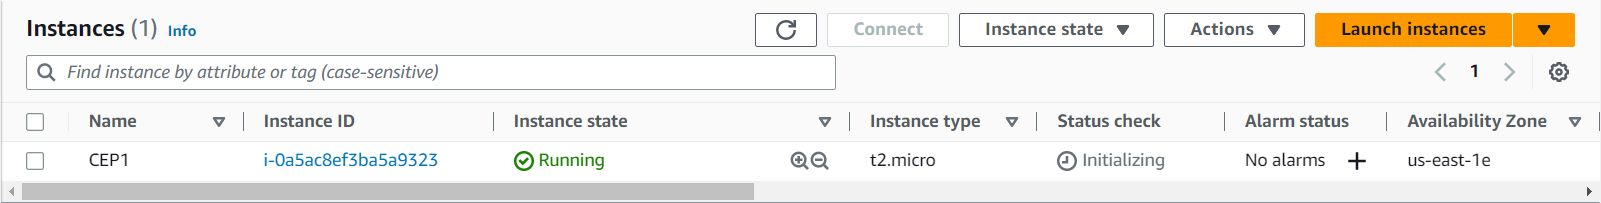 Instances (1) Info
Connect Instance state Actions Launch instances
Find instance by attribute or tag (case-sensitive)
1
Name Instance ID Instance state Instance type Status check Alarm status Availability Zone
CEP1 i-0a5ac8ef3ba5a9323 Running t2.micro Initializing No alarms + us-east-1e